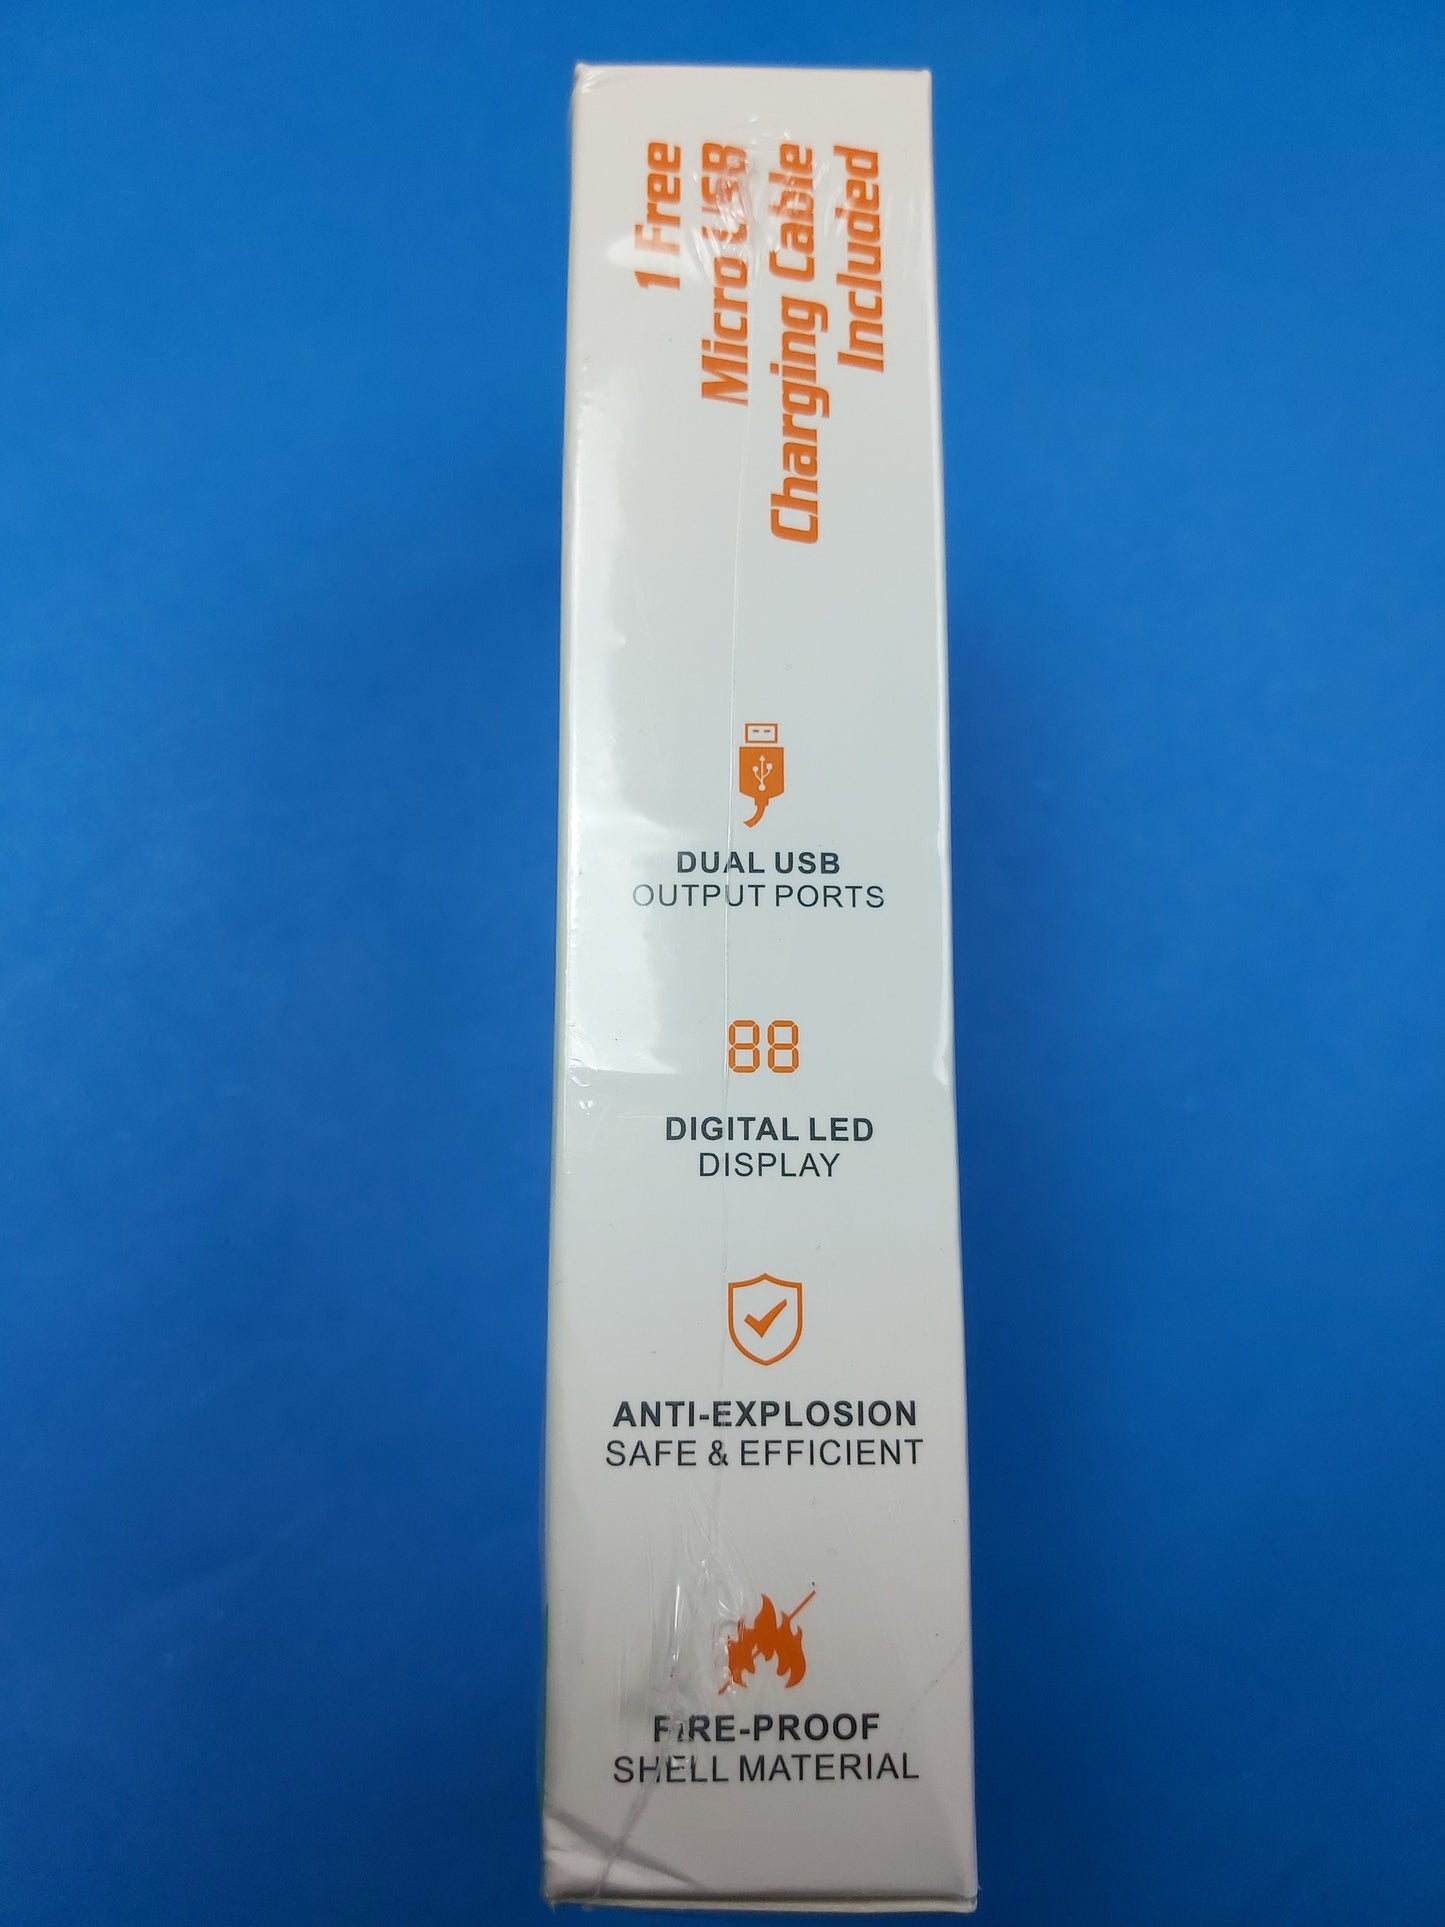 1 Free
Micro USB
Charging Cable
Included
DUAL USB
OUTPUT PORTS
88
DIGITAL LED
DISPLAY
ANTI-EXPLOSION
SAFE & EFFICIENT
FIRE-PROOF
SHELL MATERIAL